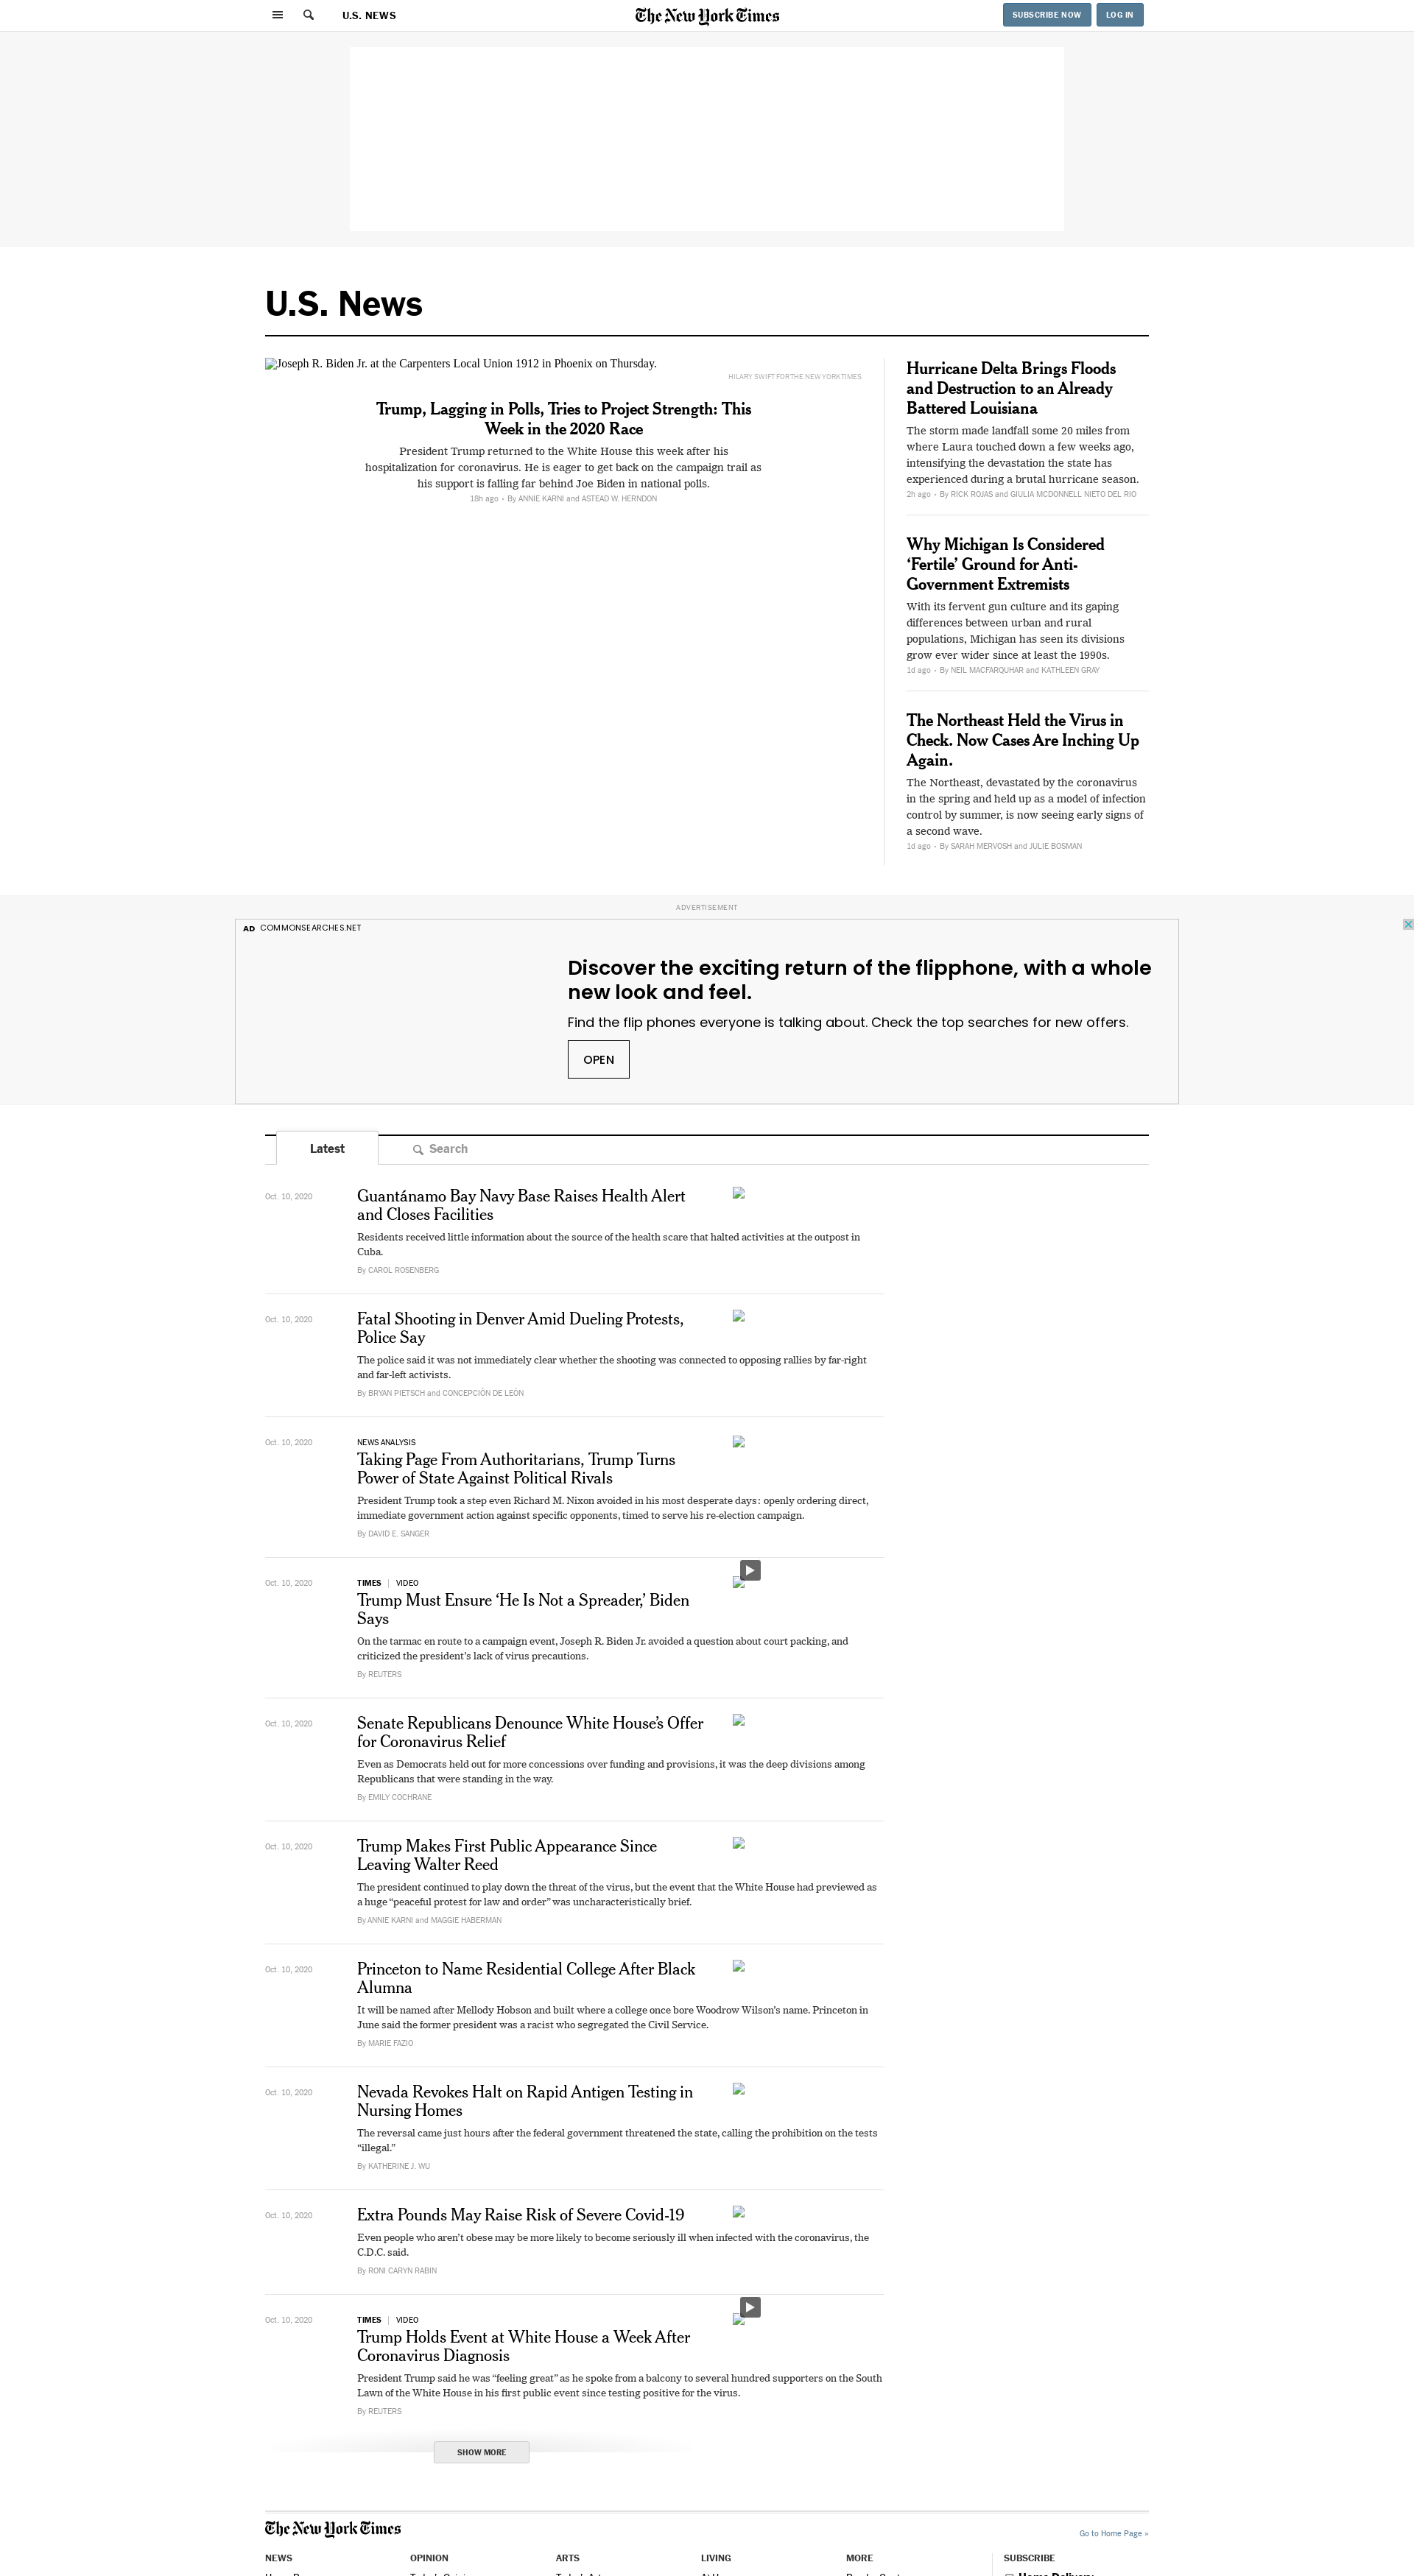 U.S. NEWS
The New York Times
SUBSCRIBE NOW
LOG IN
U.S. News
Joseph R. Biden Jr. at the Carpenters Local Union 1912 in Phoenix on Thursday.
HILARY SWIFT FOR THE NEW YORK TIMES
Trump, Lagging in Polls, Tries to Project Strength: This
Week in the 2020 Race
President Trump returned to the White House this week after his
hospitalization for coronavirus. He is eager to get back on the campaign trail as
his support is falling far behind Joe Biden in national polls.
18h ago • By ANNIE KARNI and ASTEAD W. HERNDON
Hurricane Delta Brings Floods
and Destruction to an Already
Battered Louisiana
The storm made landfall some 20 miles from
where Laura touched down a few weeks ago,
intensifying the devastation the state has
experienced during a brutal hurricane season.
2h ago • By RICK ROJAS and GIULIA MCDONNELL NIETO DEL RIO
Why Michigan Is Considered
‘Fertile’ Ground for Anti-
Government Extremists
With its fervent gun culture and its gaping
differences between urban and rural
populations, Michigan has seen its divisions
grow ever wider since at least the 1990s.
1d ago • By NEIL MACFARQUHAR and KATHLEEN GRAY
The Northeast Held the Virus in
Check. Now Cases Are Inching Up
Again.
The Northeast, devastated by the coronavirus
in the spring and held up as a model of infection
control by summer, is now seeing early signs of
a second wave.
1d ago • By SARAH MERVOSH and JULIE BOSMAN
ADVERTISEMENT
AD COMMONSEARCHES.NET
Discover the exciting return of the flipphone, with a whole
new look and feel.
Find the flip phones everyone is talking about. Check the top searches for new offers.
OPEN
Latest
Search
Oct. 10, 2020
Guantánamo Bay Navy Base Raises Health Alert
and Closes Facilities
Residents received little information about the source of the health scare that halted activities at the outpost in
Cuba.
By CAROL ROSENBERG
Oct. 10, 2020
Fatal Shooting in Denver Amid Dueling Protests,
Police Say
The police said it was not immediately clear whether the shooting was connected to opposing rallies by far-right
and far-left activists.
By BRYAN PIETSCH and CONCEPCIÓN DE LEÓN
Oct. 10, 2020
NEWS ANALYSIS
Taking Page From Authoritarians, Trump Turns
Power of State Against Political Rivals
President Trump took a step even Richard M. Nixon avoided in his most desperate days: openly ordering direct,
immediate government action against specific opponents, timed to serve his re-election campaign.
By DAVID E. SANGER
Oct. 10, 2020
TIMES | VIDEO
Trump Must Ensure ‘He Is Not a Spreader,’ Biden
Says
On the tarmac en route to a campaign event, Joseph R. Biden Jr. avoided a question about court packing, and
criticized the president’s lack of virus precautions.
By REUTERS
Oct. 10, 2020
Senate Republicans Denounce White House’s Offer
for Coronavirus Relief
Even as Democrats held out for more concessions over funding and provisions, it was the deep divisions among
Republicans that were standing in the way.
By EMILY COCHRANE
Oct. 10, 2020
Trump Makes First Public Appearance Since
Leaving Walter Reed
The president continued to play down the threat of the virus, but the event that the White House had previewed as
a huge “peaceful protest for law and order” was uncharacteristically brief.
By ANNIE KARNI and MAGGIE HABERMAN
Oct. 10, 2020
Princeton to Name Residential College After Black
Alumna
It will be named after Mellody Hobson and built where a college once bore Woodrow Wilson’s name. Princeton in
June said the former president was a racist who segregated the Civil Service.
By MARIE FAZIO
Oct. 10, 2020
Nevada Revokes Halt on Rapid Antigen Testing in
Nursing Homes
The reversal came just hours after the federal government threatened the state, calling the prohibition on the tests
“illegal.”
By KATHERINE J. WU
Oct. 10, 2020
Extra Pounds May Raise Risk of Severe Covid-19
Even people who aren’t obese may be more likely to become seriously ill when infected with the coronavirus, the
C.D.C. said.
By RONI CARYN RABIN
Oct. 10, 2020
TIMES | VIDEO
Trump Holds Event at White House a Week After
Coronavirus Diagnosis
President Trump said he was “feeling great” as he spoke from a balcony to several hundred supporters on the South
Lawn of the White House in his first public event since testing positive for the virus.
By REUTERS
SHOW MORE
The New York Times
Go to Home Page »
NEWS
OPINION
ARTS
LIVING
MORE
SUBSCRIBE